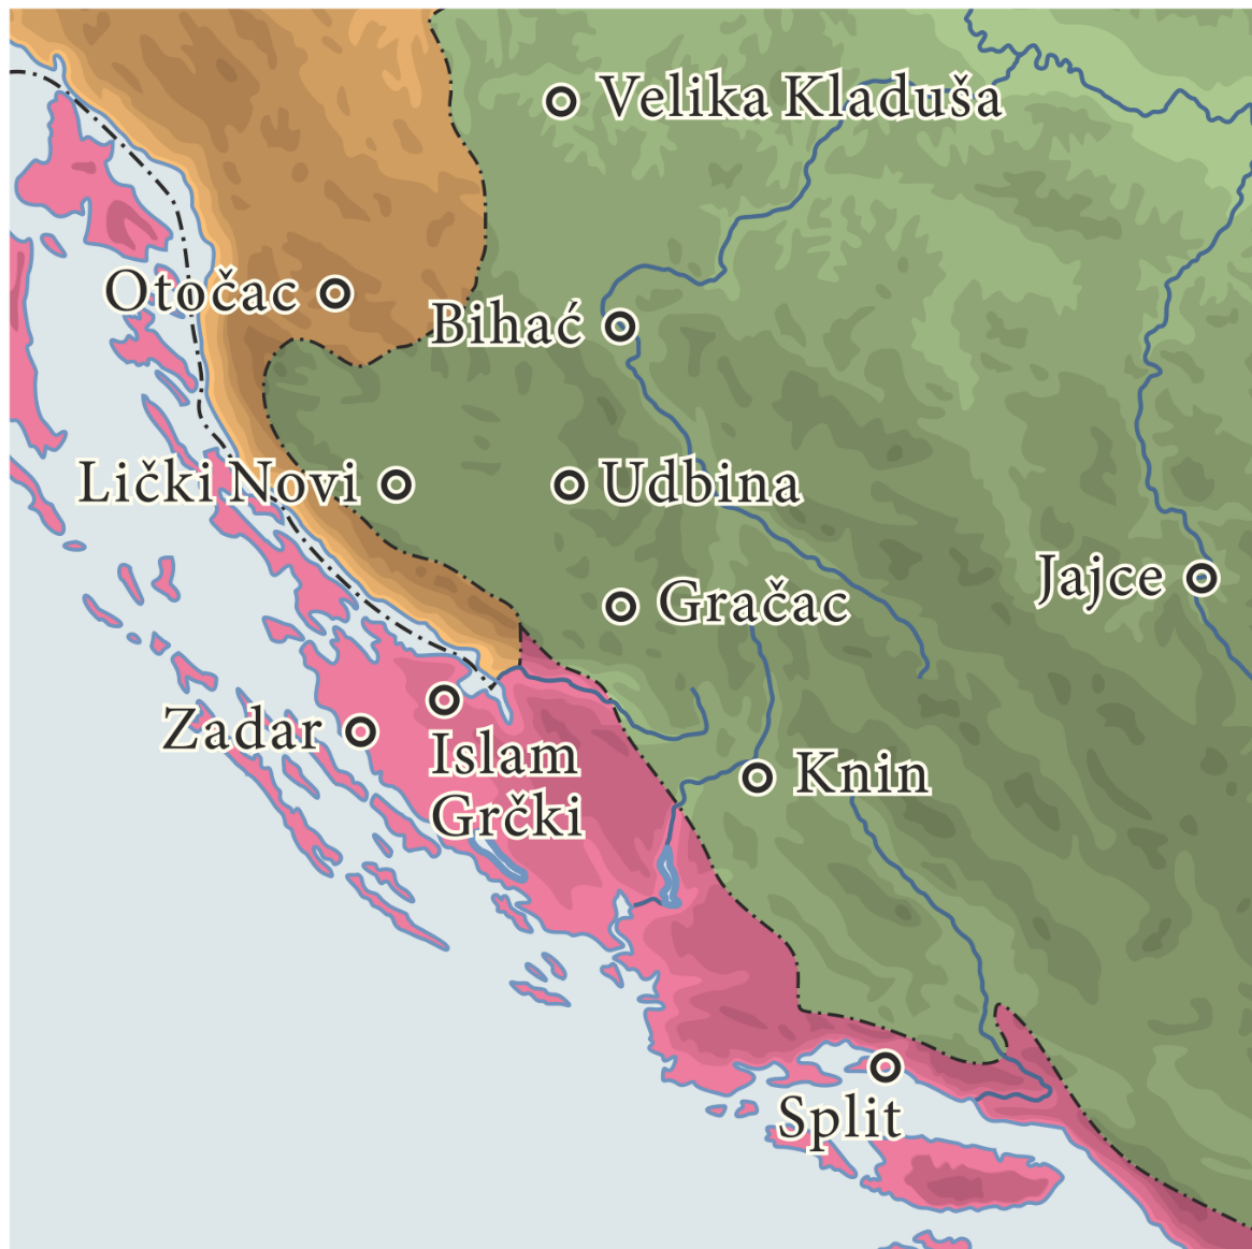 Velika Kladuša
Otočac
Bihać
Lički Novi
Udbina
Jajce
Gračac
Zadar
Islam
Grčki
Knin
Split